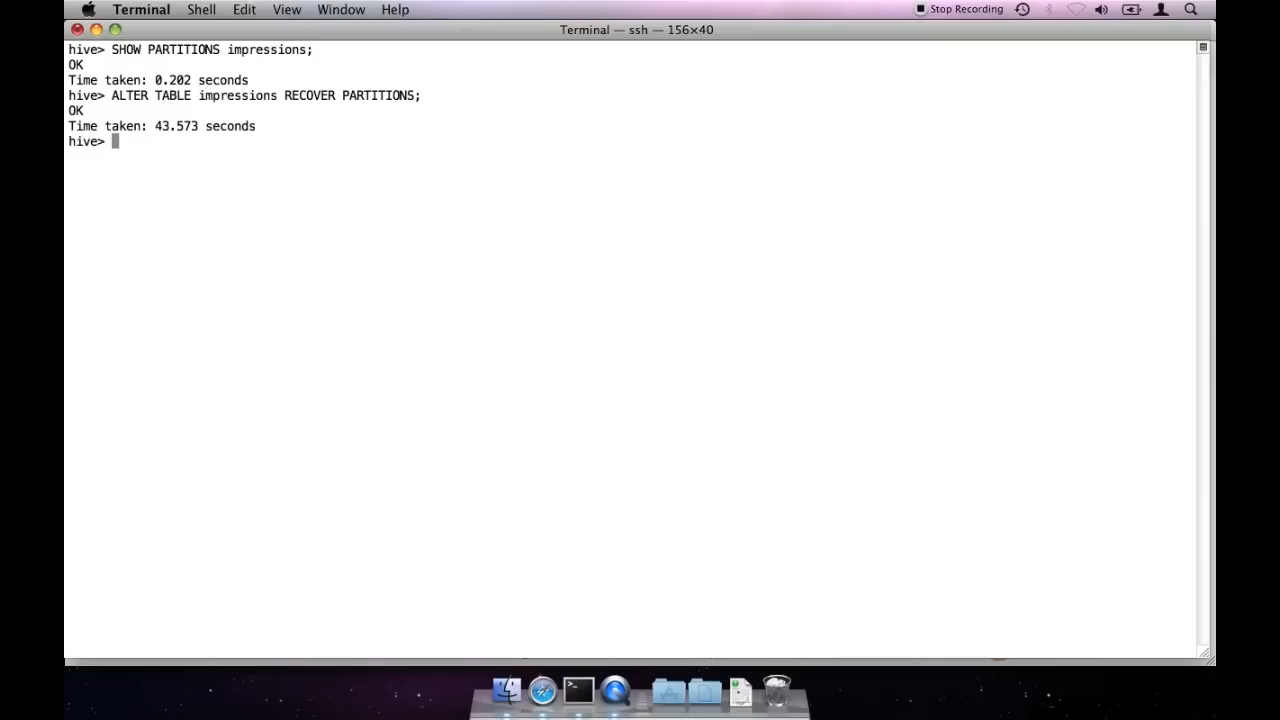 Terminal Shell Edit View Window Help Stop Recording
Terminal — ssh — 156×40
hive> SHOW PARTITIONS impressions;
OK
Time taken: 0.202 seconds
hive> ALTER TABLE impressions RECOVER PARTITIONS;
OK
Time taken: 43.573 seconds
hive>